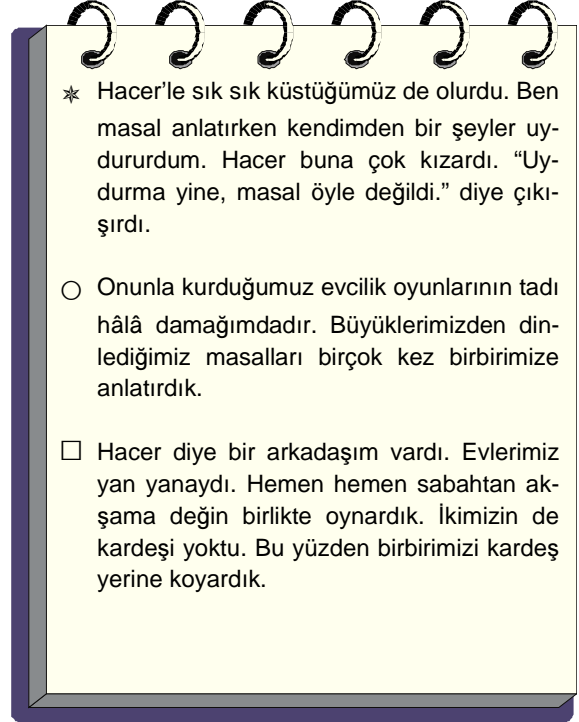 ✵ Hacer’le sık sık küstüğümüz de olurdu. Ben
masal anlatırken kendimden bir şeyler uy-
dururdum. Hacer buna çok kızardı. “Uy-
durma yine, masal öyle değildi.” diye çıkı-
şırdı.
○ Onunla kurduğumuz evcilik oyunlarının tadı
hâlâ damağımdadır. Büyüklerimizden din-
lediğimiz masalları birçok kez birbirimize
anlatırdık.
□ Hacer diye bir arkadaşım vardı. Evlerimiz
yan yanaydı. Hemen hemen sabahtan ak-
şama değin birlikte oynardık. İkimizin de
kardeşi yoktu. Bu yüzden birbirimizi kardeş
yerine koyardık.